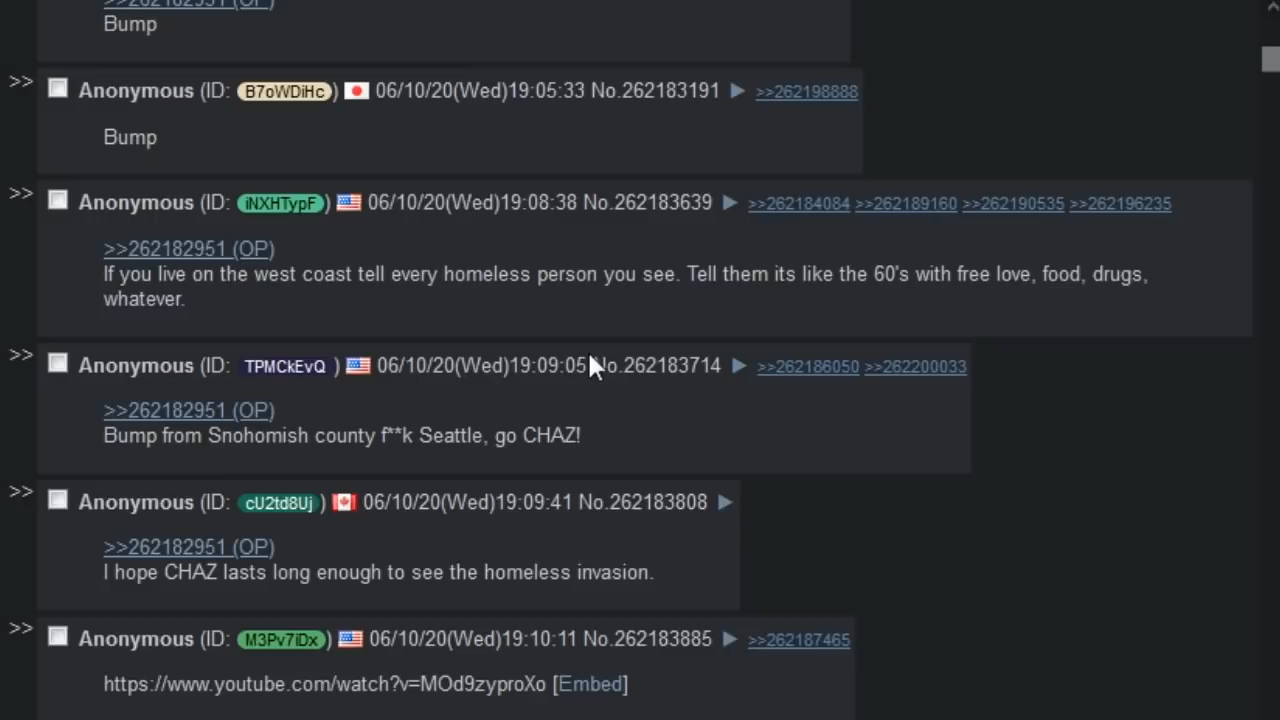 >>262182951 (OP)
Bump
>> Anonymous (ID: B7oWDiHc) 06/10/20(Wed)19:05:33 No.262183191 ▶ >>262198888
Bump
>> Anonymous (ID: iNXHTypF) 06/10/20(Wed)19:08:38 No.262183639 ▶ >>262184084 >>262189160 >>262190535 >>262196235
>>262182951 (OP)
If you live on the west coast tell every homeless person you see. Tell them its like the 60's with free love, food, drugs,
whatever.
>> Anonymous (ID: TPMCkEvQ ) 06/10/20(Wed)19:09:05 No.262183714 ▶ >>262186050 >>262200033
>>262182951 (OP)
Bump from Snohomish county f**k Seattle, go CHAZ!
>> Anonymous (ID: cU2td8Uj ) 06/10/20(Wed)19:09:41 No.262183808 ▶
>>262182951 (OP)
I hope CHAZ lasts long enough to see the homeless invasion.
>> Anonymous (ID: M3Pv7iDx ) 06/10/20(Wed)19:10:11 No.262183885 ▶ >>262187465
https://www.youtube.com/watch?v=MOd9zyproXo [Embed]